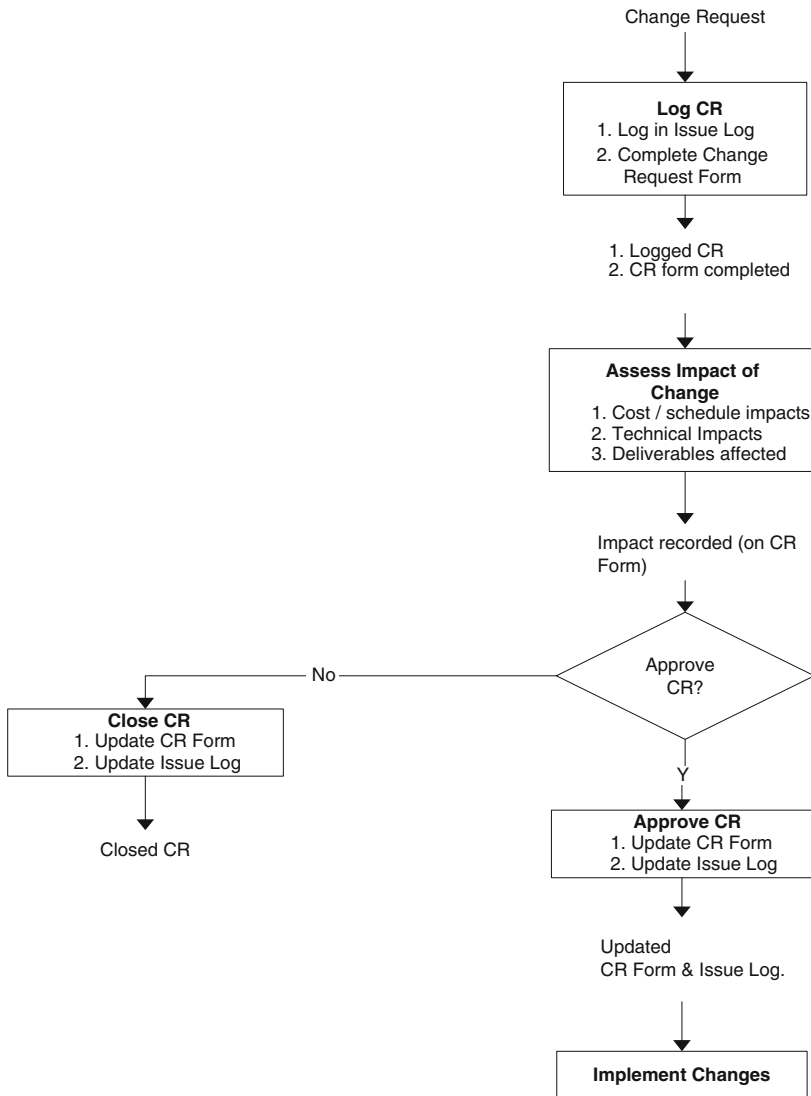 Change Request
Log CR
1. Log in Issue Log
2. Complete Change
Request Form
1. Logged CR
2. CR form completed
Assess Impact of
Change
1. Cost / schedule impacts
2. Technical Impacts
3. Deliverables affected
Impact recorded (on CR
Form)
Approve
CR?
No
Close CR
1. Update CR Form
2. Update Issue Log
Closed CR
Y
Approve CR
1. Update CR Form
2. Update Issue Log
Updated
CR Form & Issue Log.
Implement Changes